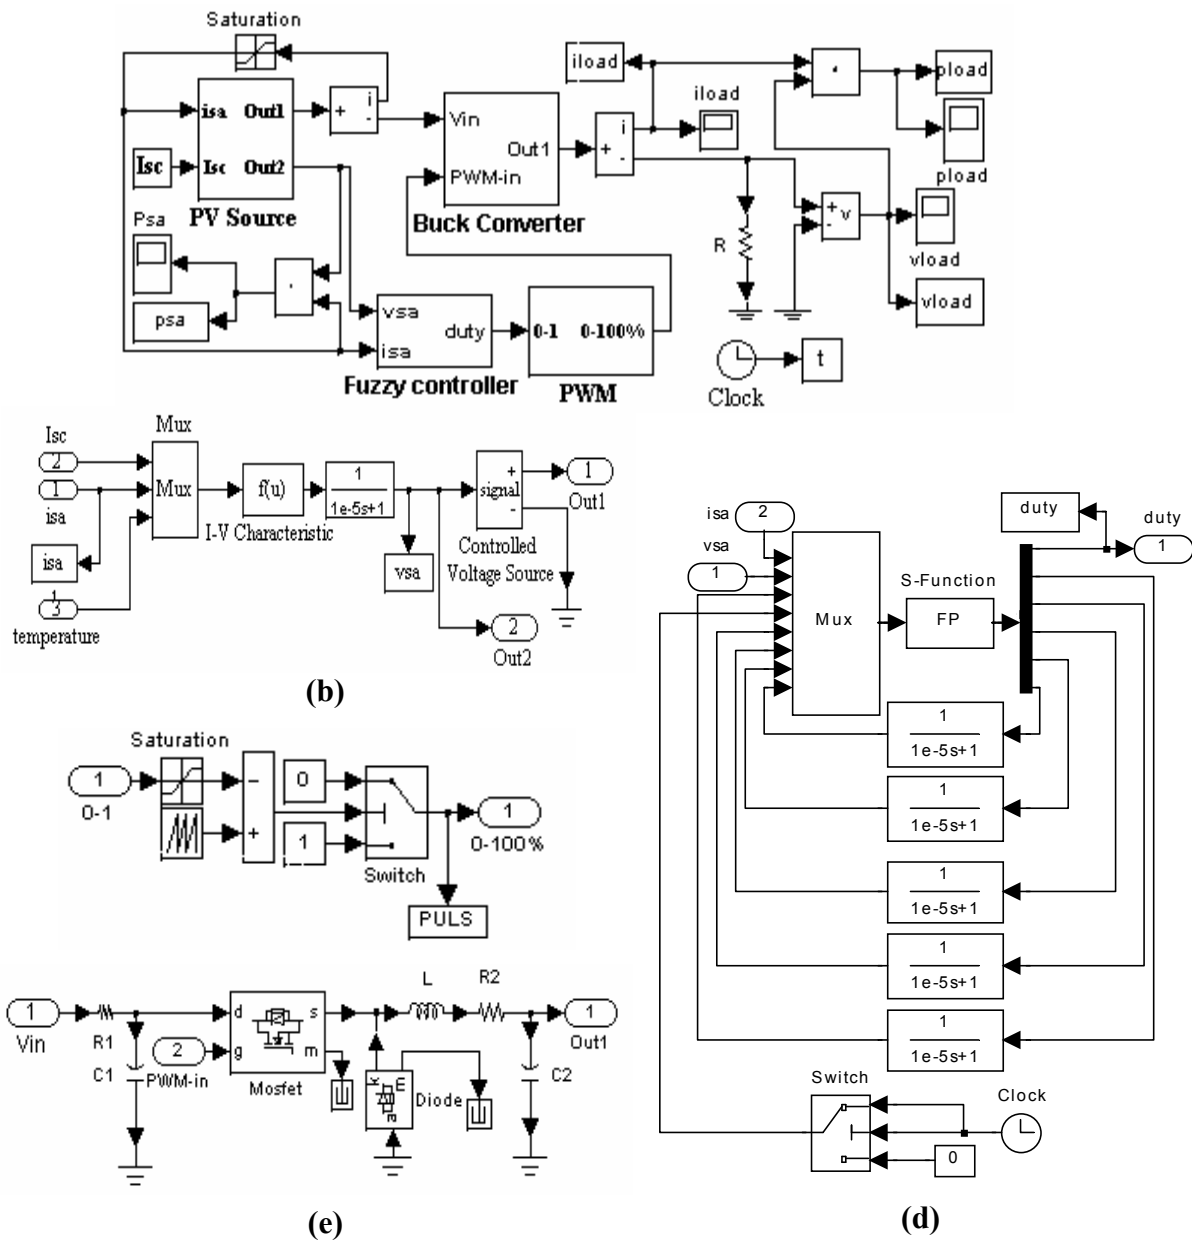 Saturation
isa Out1
Isc Out2
Isc
PV Source
+ i -
Vin
Out1
PWM-in
Buck Converter
+ i -
iload
iload
pload
pload
+ v -
vload
vload
R
Psa
psa
vsa
duty
isa
Fuzzy controller
0-1 0-100%
PWM
Clock
t
Isc
2
1
isa
isa
3
temperature
Mux
Mux
f(u)
I-V Characteristic
1
1e-5s+1
vsa
+
signal
-
Controlled
Voltage Source
1
Out1
2
Out2
(b)
Saturation
1
0-1
-
+
0
1
Switch
1
0-100%
PULS
1
Vin
R1
C1
2
PWM-in
d s
g m
Mosfet
k m
a
Diode
L
R2
C2
1
Out1
(e)
isa
2
vsa
1
Mux
S-Function
FP
duty
duty
1
1
1e-5s+1
1
1e-5s+1
1
1e-5s+1
1
1e-5s+1
1
1e-5s+1
Switch
Clock
0
(d)